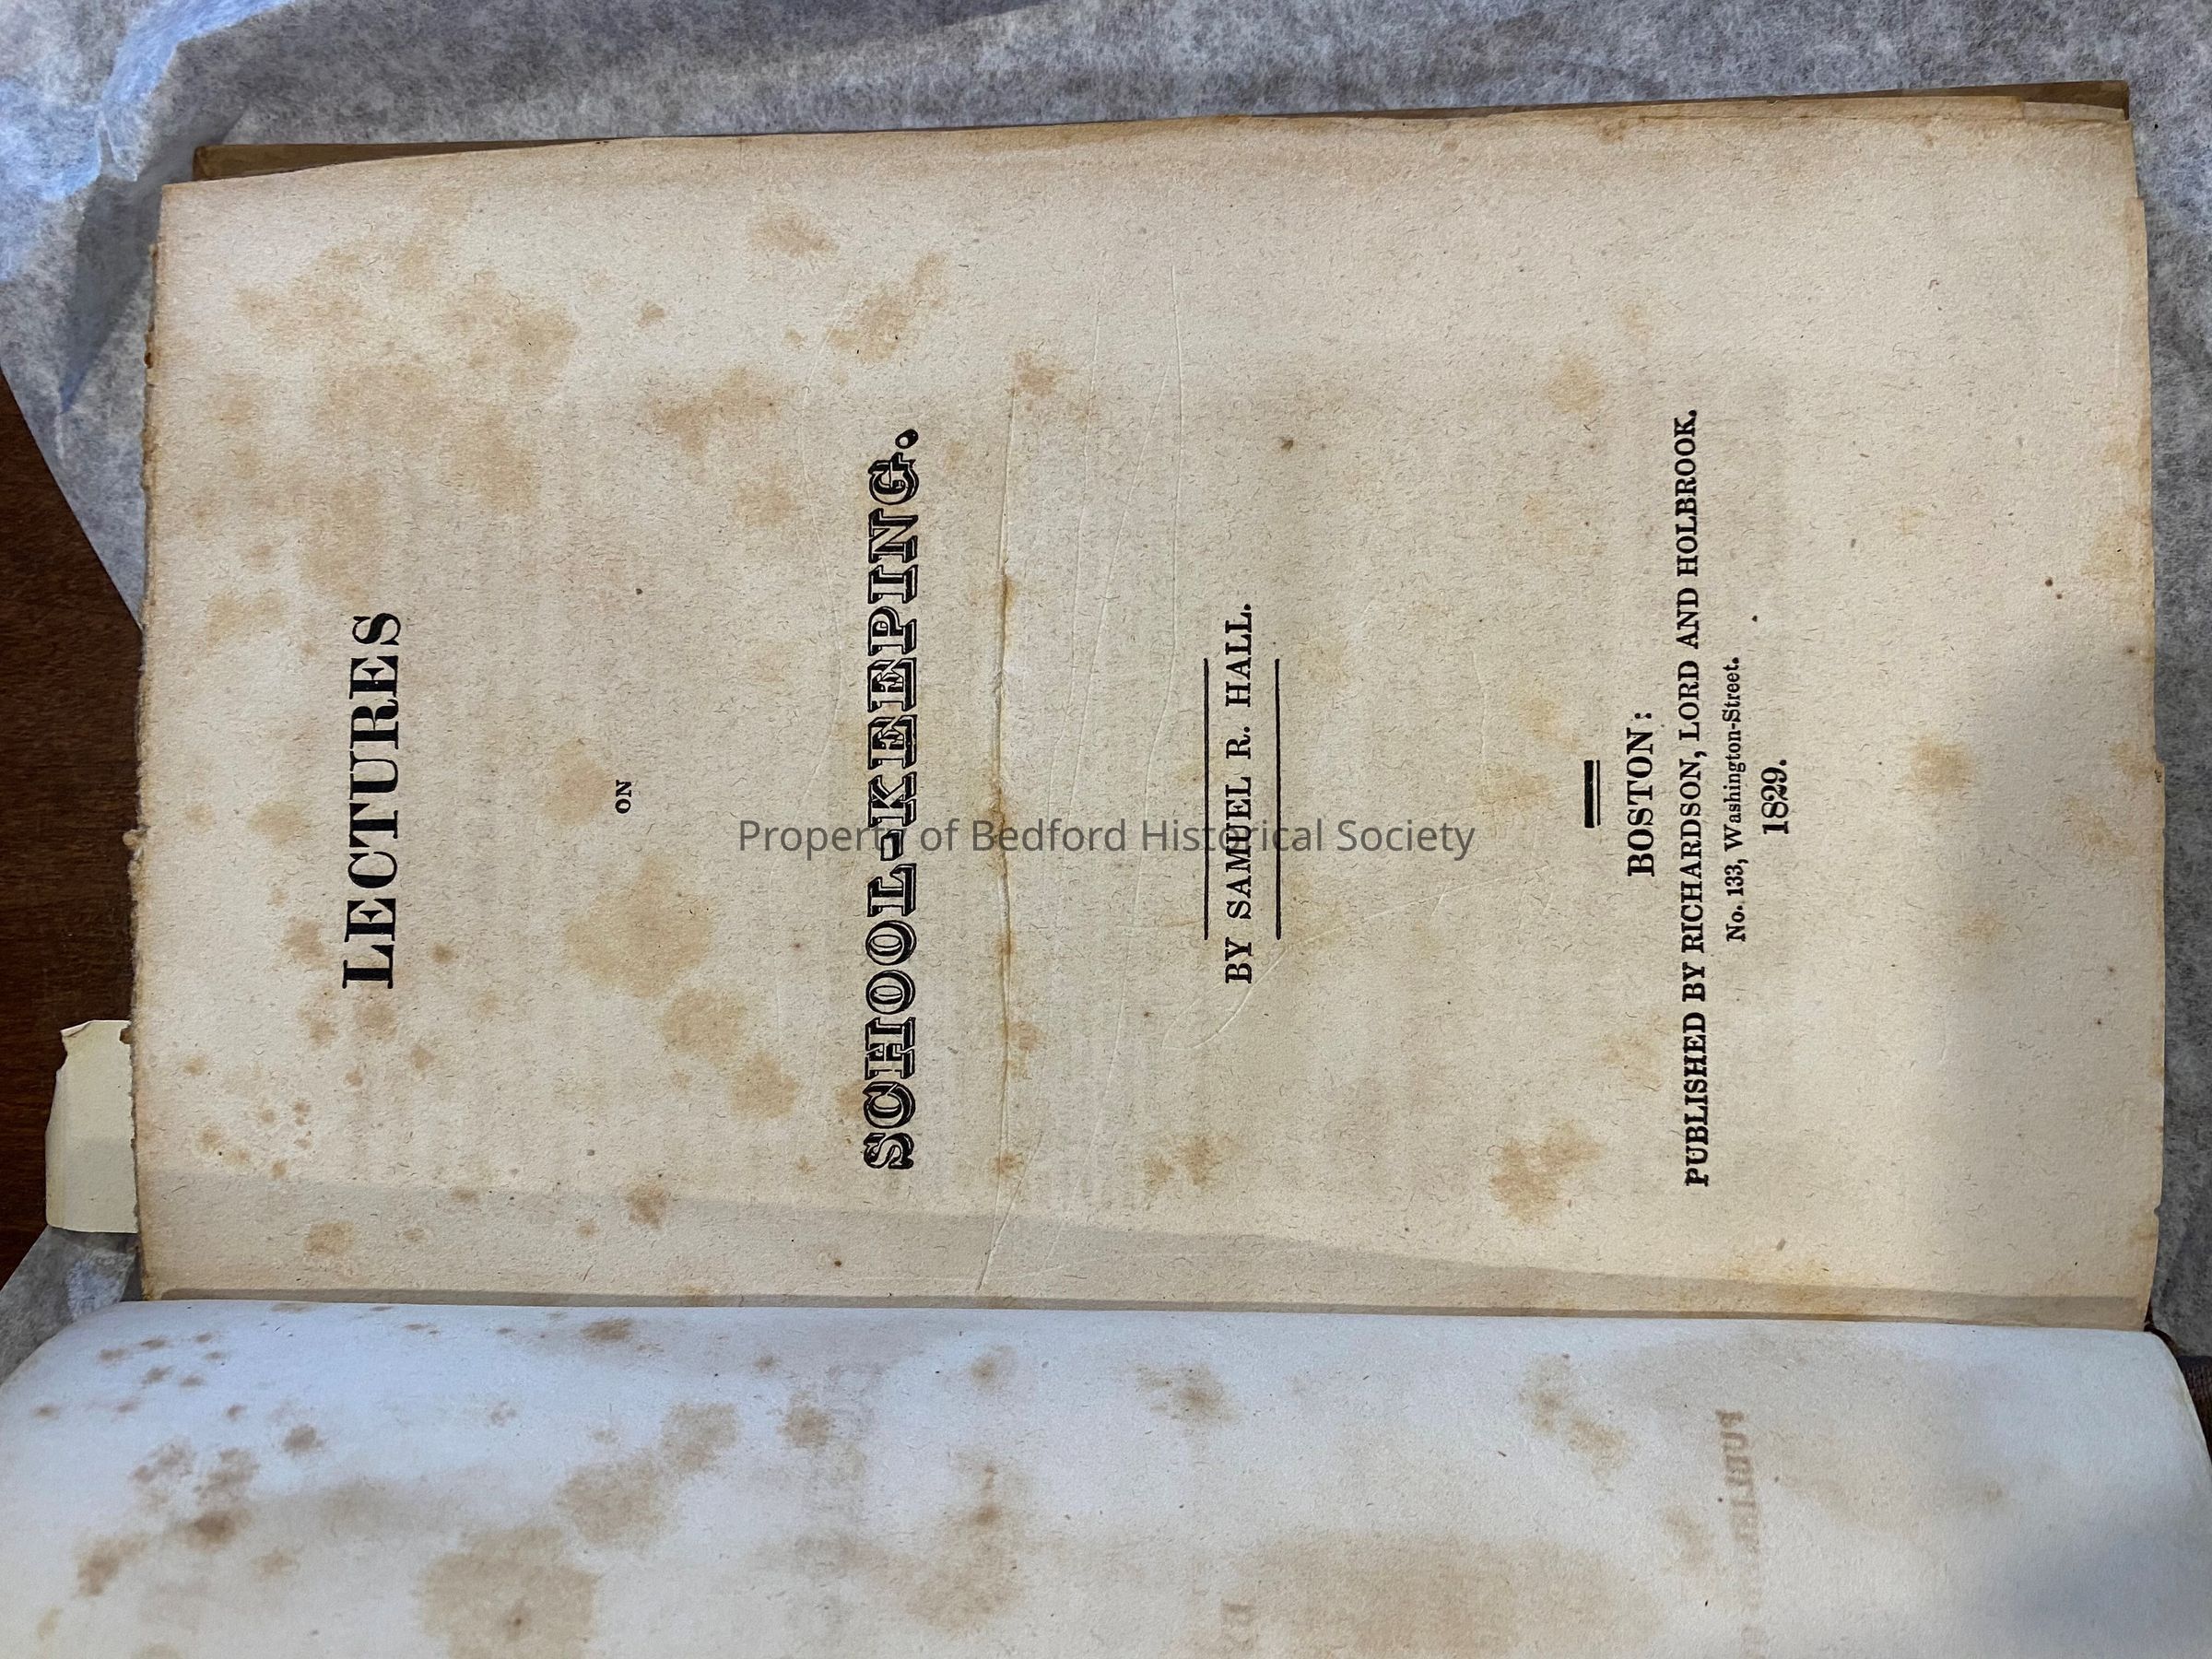 LECTURES
ON
SCHOOL-KEEPING.
BY SAMUEL R. HALL.
BOSTON:
PUBLISHED BY RICHARDSON, LORD AND HOLBROOK.
No. 133, Washington-Street.
1829.
Property of Bedford Historical Society